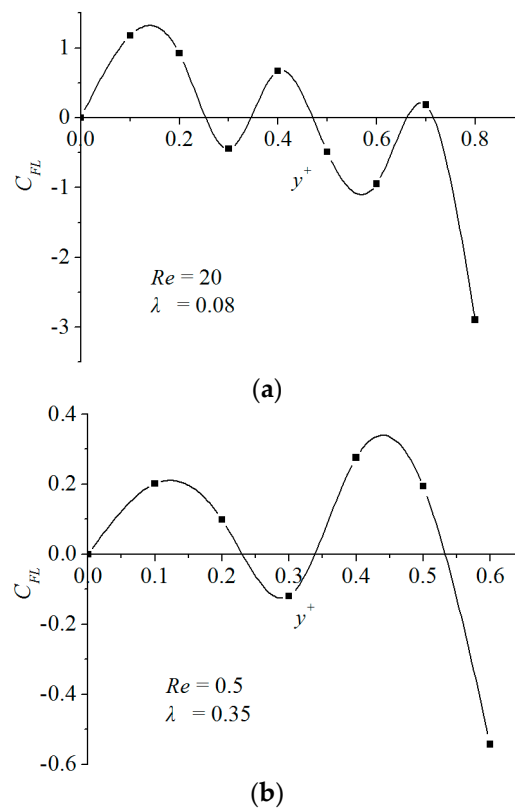 1
0
-1
-2
-3
C_FL
0.0 0.2 0.4 0.6 0.8
y⁺
Re = 20
λ = 0.08
(a)
0.4
0.2
0.0
-0.2
-0.4
-0.6
C_FL
0.0 0.1 0.2 0.3 0.4 0.5 0.6
y⁺
Re = 0.5
λ = 0.35
(b)